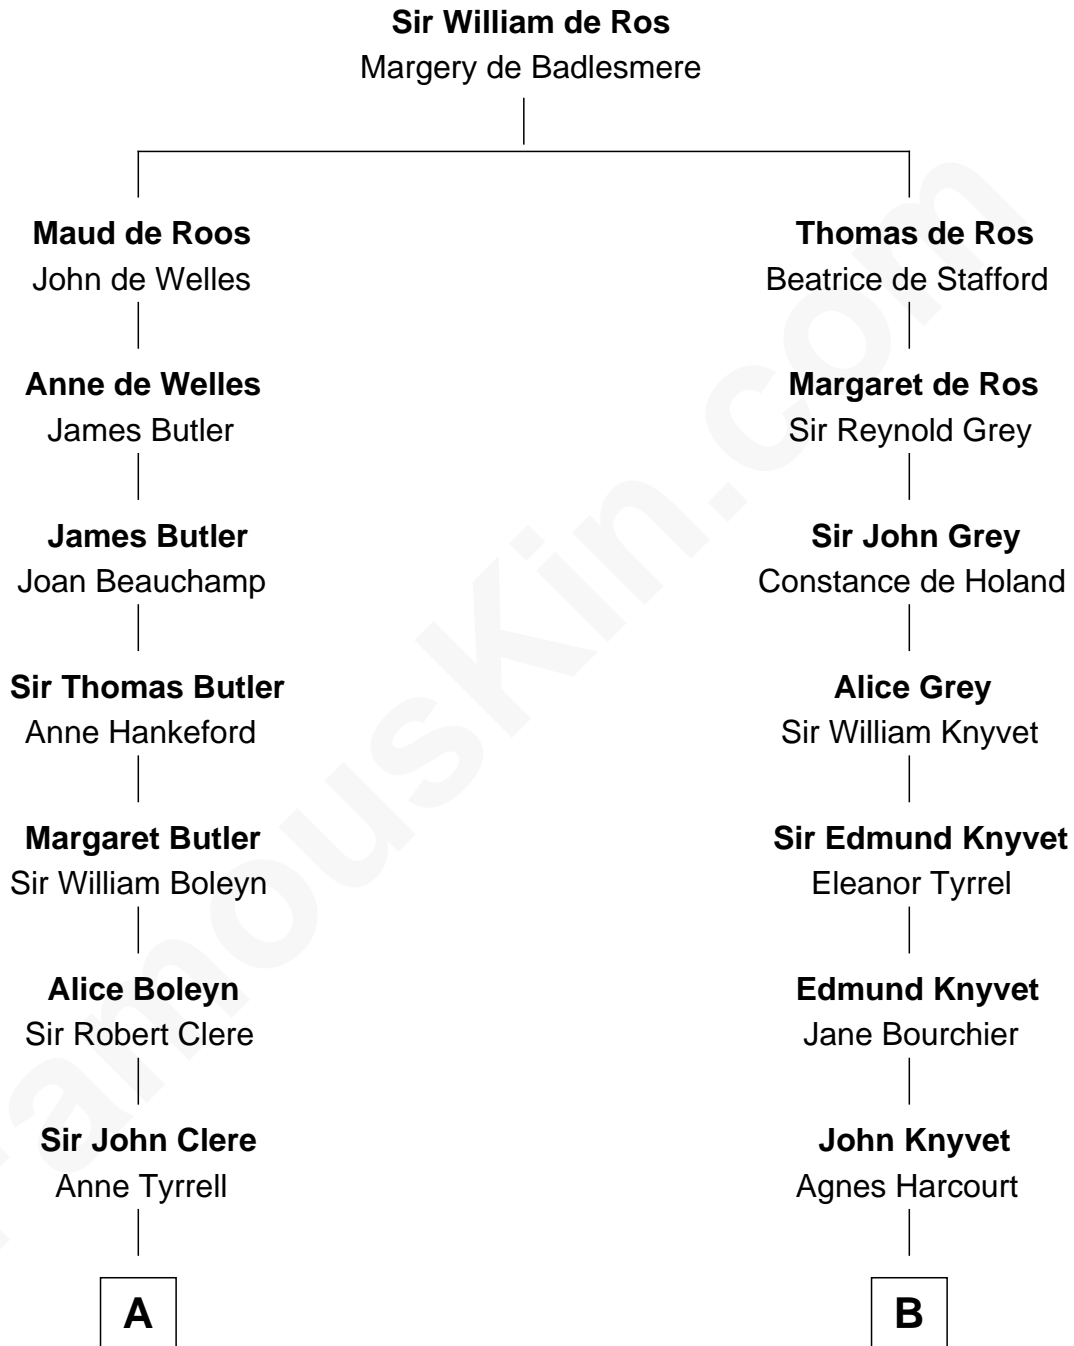 Sir William de Ros
Margery de Badlesmere
Maud de Roos
John de Welles
Thomas de Ros
Beatrice de Stafford
Anne de Welles
James Butler
Margaret de Ros
Sir Reynold Grey
James Butler
Joan Beauchamp
Sir John Grey
Constance de Holand
Sir Thomas Butler
Anne Hankeford
Alice Grey
Sir William Knyvet
Margaret Butler
Sir William Boleyn
Sir Edmund Knyvet
Eleanor Tyrrel
Alice Boleyn
Sir Robert Clere
Edmund Knyvet
Jane Bourchier
Sir John Clere
Anne Tyrrell
John Knyvet
Agnes Harcourt
A
B
FamousKin.com